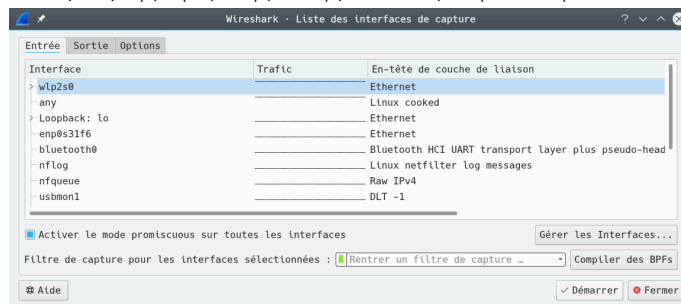 Wireshark · Liste des interfaces de capture
Entrée Sortie Options
Interface Trafic En-tête de couche de liaison
wlp2s0 Ethernet
any Linux cooked
Loopback: lo Ethernet
enp0s31f6 Ethernet
bluetooth0 Bluetooth HCI UART transport layer plus pseudo-head
nflog Linux netfilter log messages
nfqueue Raw IPv4
usbmon1 DLT -1
Activer le mode promiscuous sur toutes les interfaces Gérer les Interfaces...
Filtre de capture pour les interfaces sélectionnées : Rentrer un filtre de capture … Compiler des BPFs
Aide Démarrer Fermer